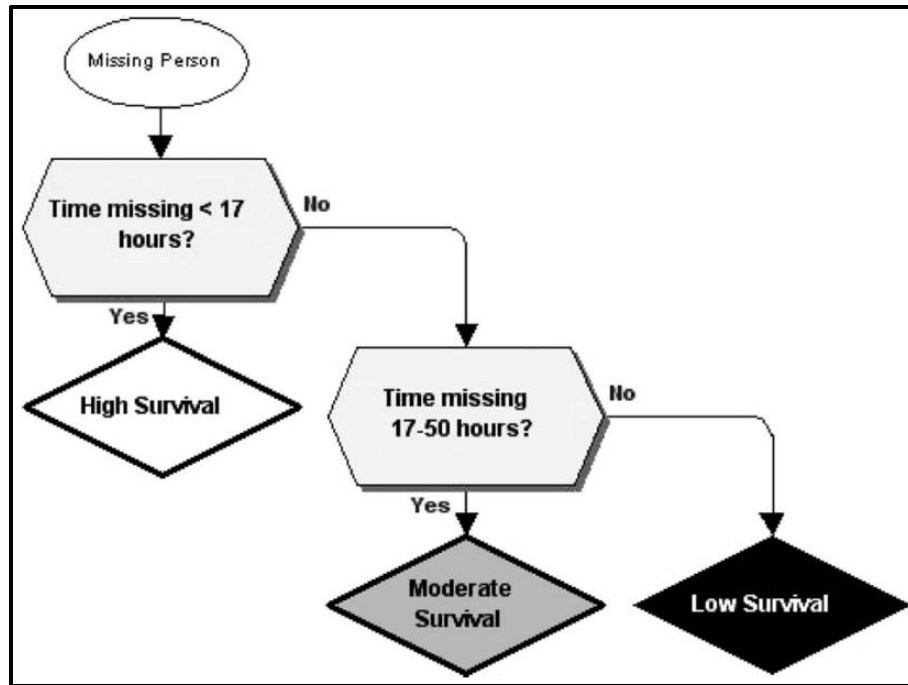 Missing Person
Time missing < 17
hours?
No
Yes
High Survival
Time missing
17-50 hours?
No
Yes
Moderate
Survival
Low Survival